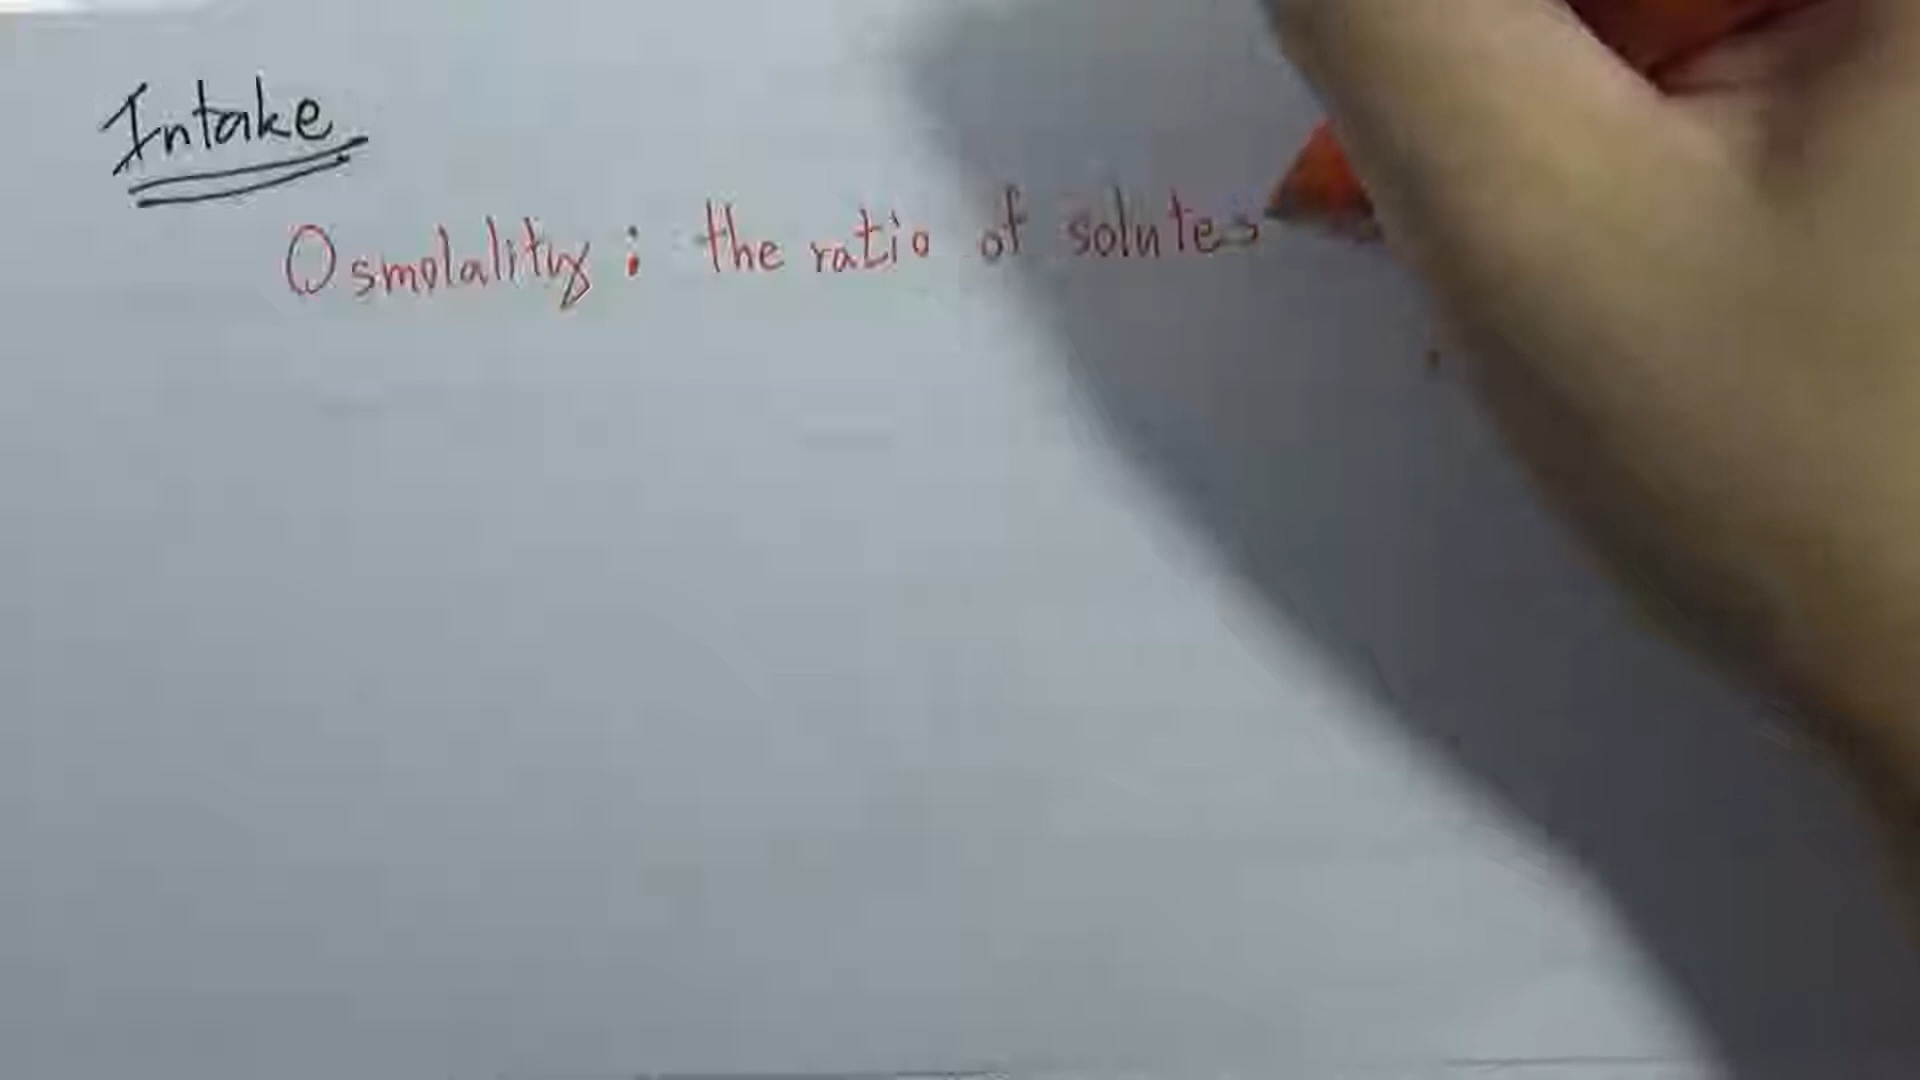 Intake
Osmolality : the ratio of solutes